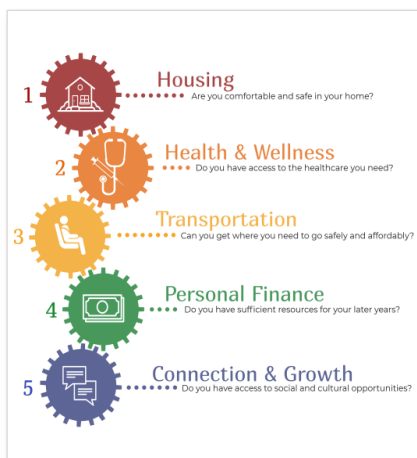 1
Housing
Are you comfortable and safe in your home?
2
Health & Wellness
Do you have access to the healthcare you need?
3
Transportation
Can you get where you need to go safely and affordably?
4
Personal Finance
Do you have sufficient resources for your later years?
5
Connection & Growth
Do you have access to social and cultural opportunities?